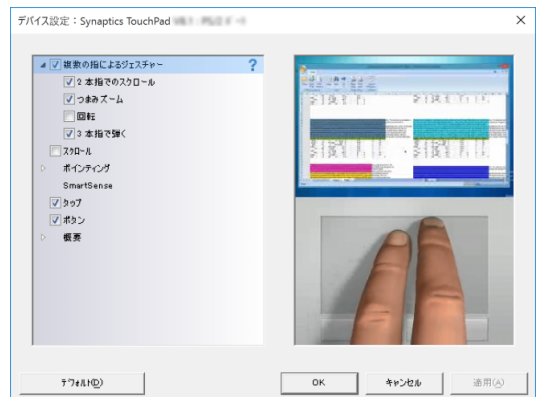 デバイス設定：Synaptics TouchPad
複数の指によるジェスチャー ?
2 本指でのスクロール
つまみズーム
回転
3 本指で弾く
スクロール
ポインティング
SmartSense
タップ
ボタン
概要
デフォルト(D)
OK
キャンセル
適用(A)